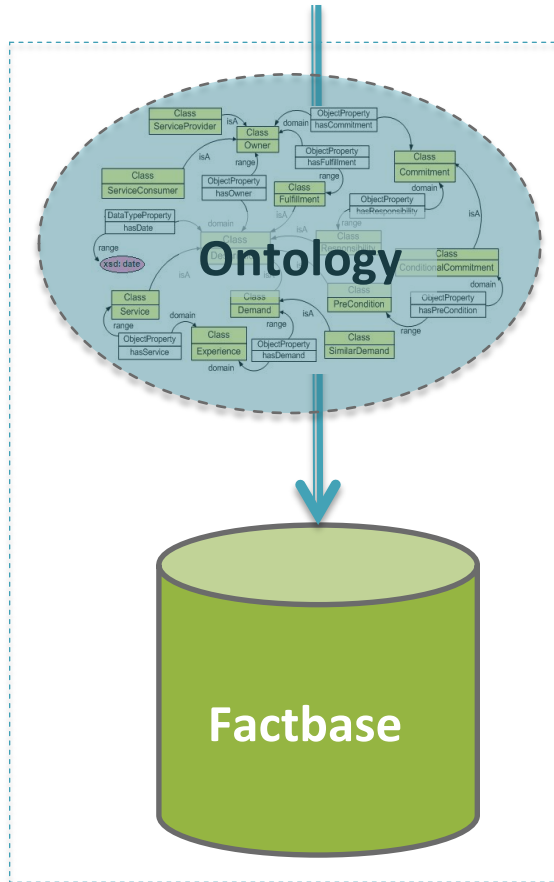 Class
ServiceProvider
isA
Class
Owner
domain
ObjectProperty
hasCommitment
range
ObjectProperty
hasFulfillment
Class
Commitment
Class
ServiceConsumer
isA
ObjectProperty
hasOwner
Class
Fulfillment
range
domain
ObjectProperty
hasResponsibility
DataTypeProperty
hasDate
domain
isA
range
isA
range
xsd: date
Class
Class
Responsibility
Class
ConditionalCommitment
Ontology
isA
isA
Class
Service
Class
Demand
isA
Class
PreCondition
domain
ObjectProperty
hasPreCondition
range
domain
range
range
ObjectProperty
hasService
Class
Experience
domain
ObjectProperty
hasDemand
Class
SimilarDemand
Factbase